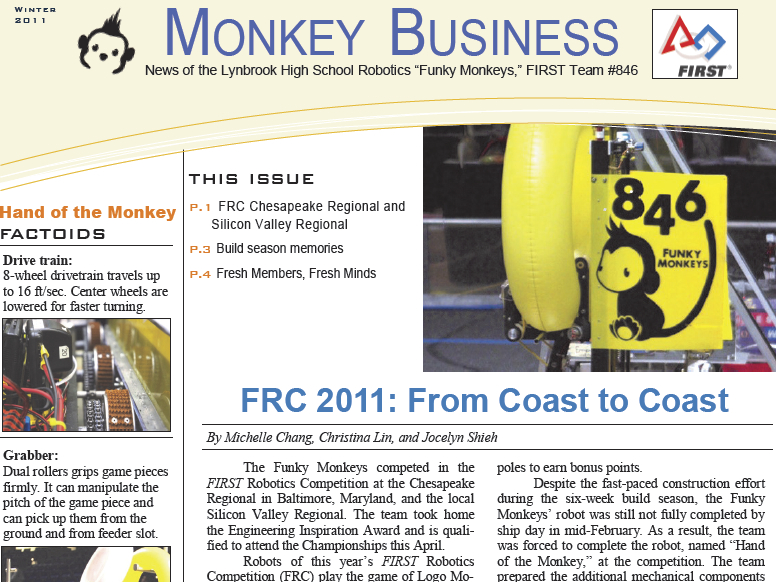 WINTER
2011
MONKEY BUSINESS
News of the Lynbrook High School Robotics “Funky Monkeys,” FIRST Team #846
FIRST®
THIS ISSUE
P.1 FRC Chesapeake Regional and
Silicon Valley Regional
P.3 Build season memories
P.4 Fresh Members, Fresh Minds
846
FUNKY
MONKEYS
Hand of the Monkey
FACTOIDS
Drive train:
8-wheel drivetrain travels up
to 16 ft/sec. Center wheels are
lowered for faster turning.
Grabber:
Dual rollers grips game pieces
firmly. It can manipulate the
pitch of the game piece and
can pick up them from the
ground and from feeder slot.
FRC 2011: From Coast to Coast
By Michelle Chang, Christina Lin, and Jocelyn Shieh
The Funky Monkeys competed in the
FIRST Robotics Competition at the Chesapeake
Regional in Baltimore, Maryland, and the local
Silicon Valley Regional. The team took home
the Engineering Inspiration Award and is quali-
fied to attend the Championships this April.
Robots of this year’s FIRST Robotics
Competition (FRC) play the game of Logo Mo-
poles to earn bonus points.
Despite the fast-paced construction effort
during the six-week build season, the Funky
Monkeys’ robot was still not fully completed by
ship day in mid-February. As a result, the team
was forced to complete the robot, named “Hand
of the Monkey,” at the competition. The team
prepared the additional mechanical components